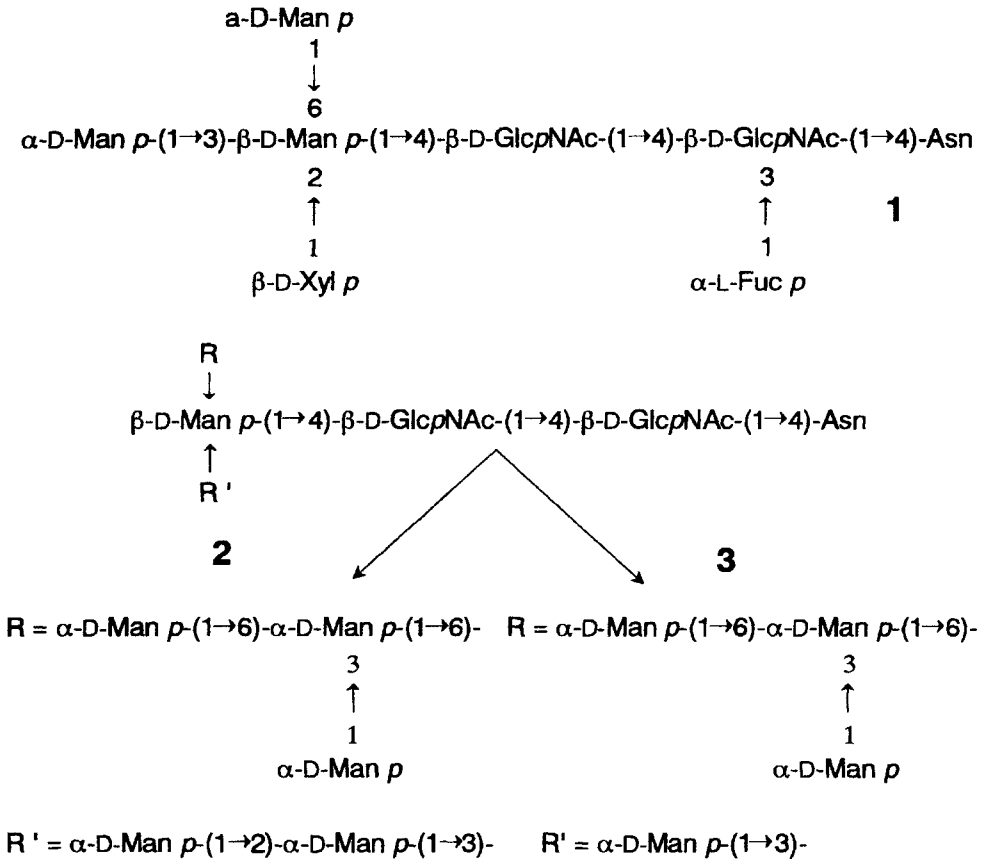 a-D-Man p
1
↓
6
α-D-Man p-(1→3)-β-D-Man p-(1→4)-β-D-GlcpNAc-(1→4)-β-D-GlcpNAc-(1→4)-Asn
2 3
↑ ↑ 1
1 1
β-D-Xyl p α-L-Fuc p
R
↓
β-D-Man p-(1→4)-β-D-GlcpNAc-(1→4)-β-D-GlcpNAc-(1→4)-Asn
↑
R '
2 3
R = α-D-Man p-(1→6)-α-D-Man p-(1→6)- R = α-D-Man p-(1→6)-α-D-Man p-(1→6)-
3 3
↑ ↑
1 1
α-D-Man p α-D-Man p
R ' = α-D-Man p-(1→2)-α-D-Man p-(1→3)- R' = α-D-Man p-(1→3)-